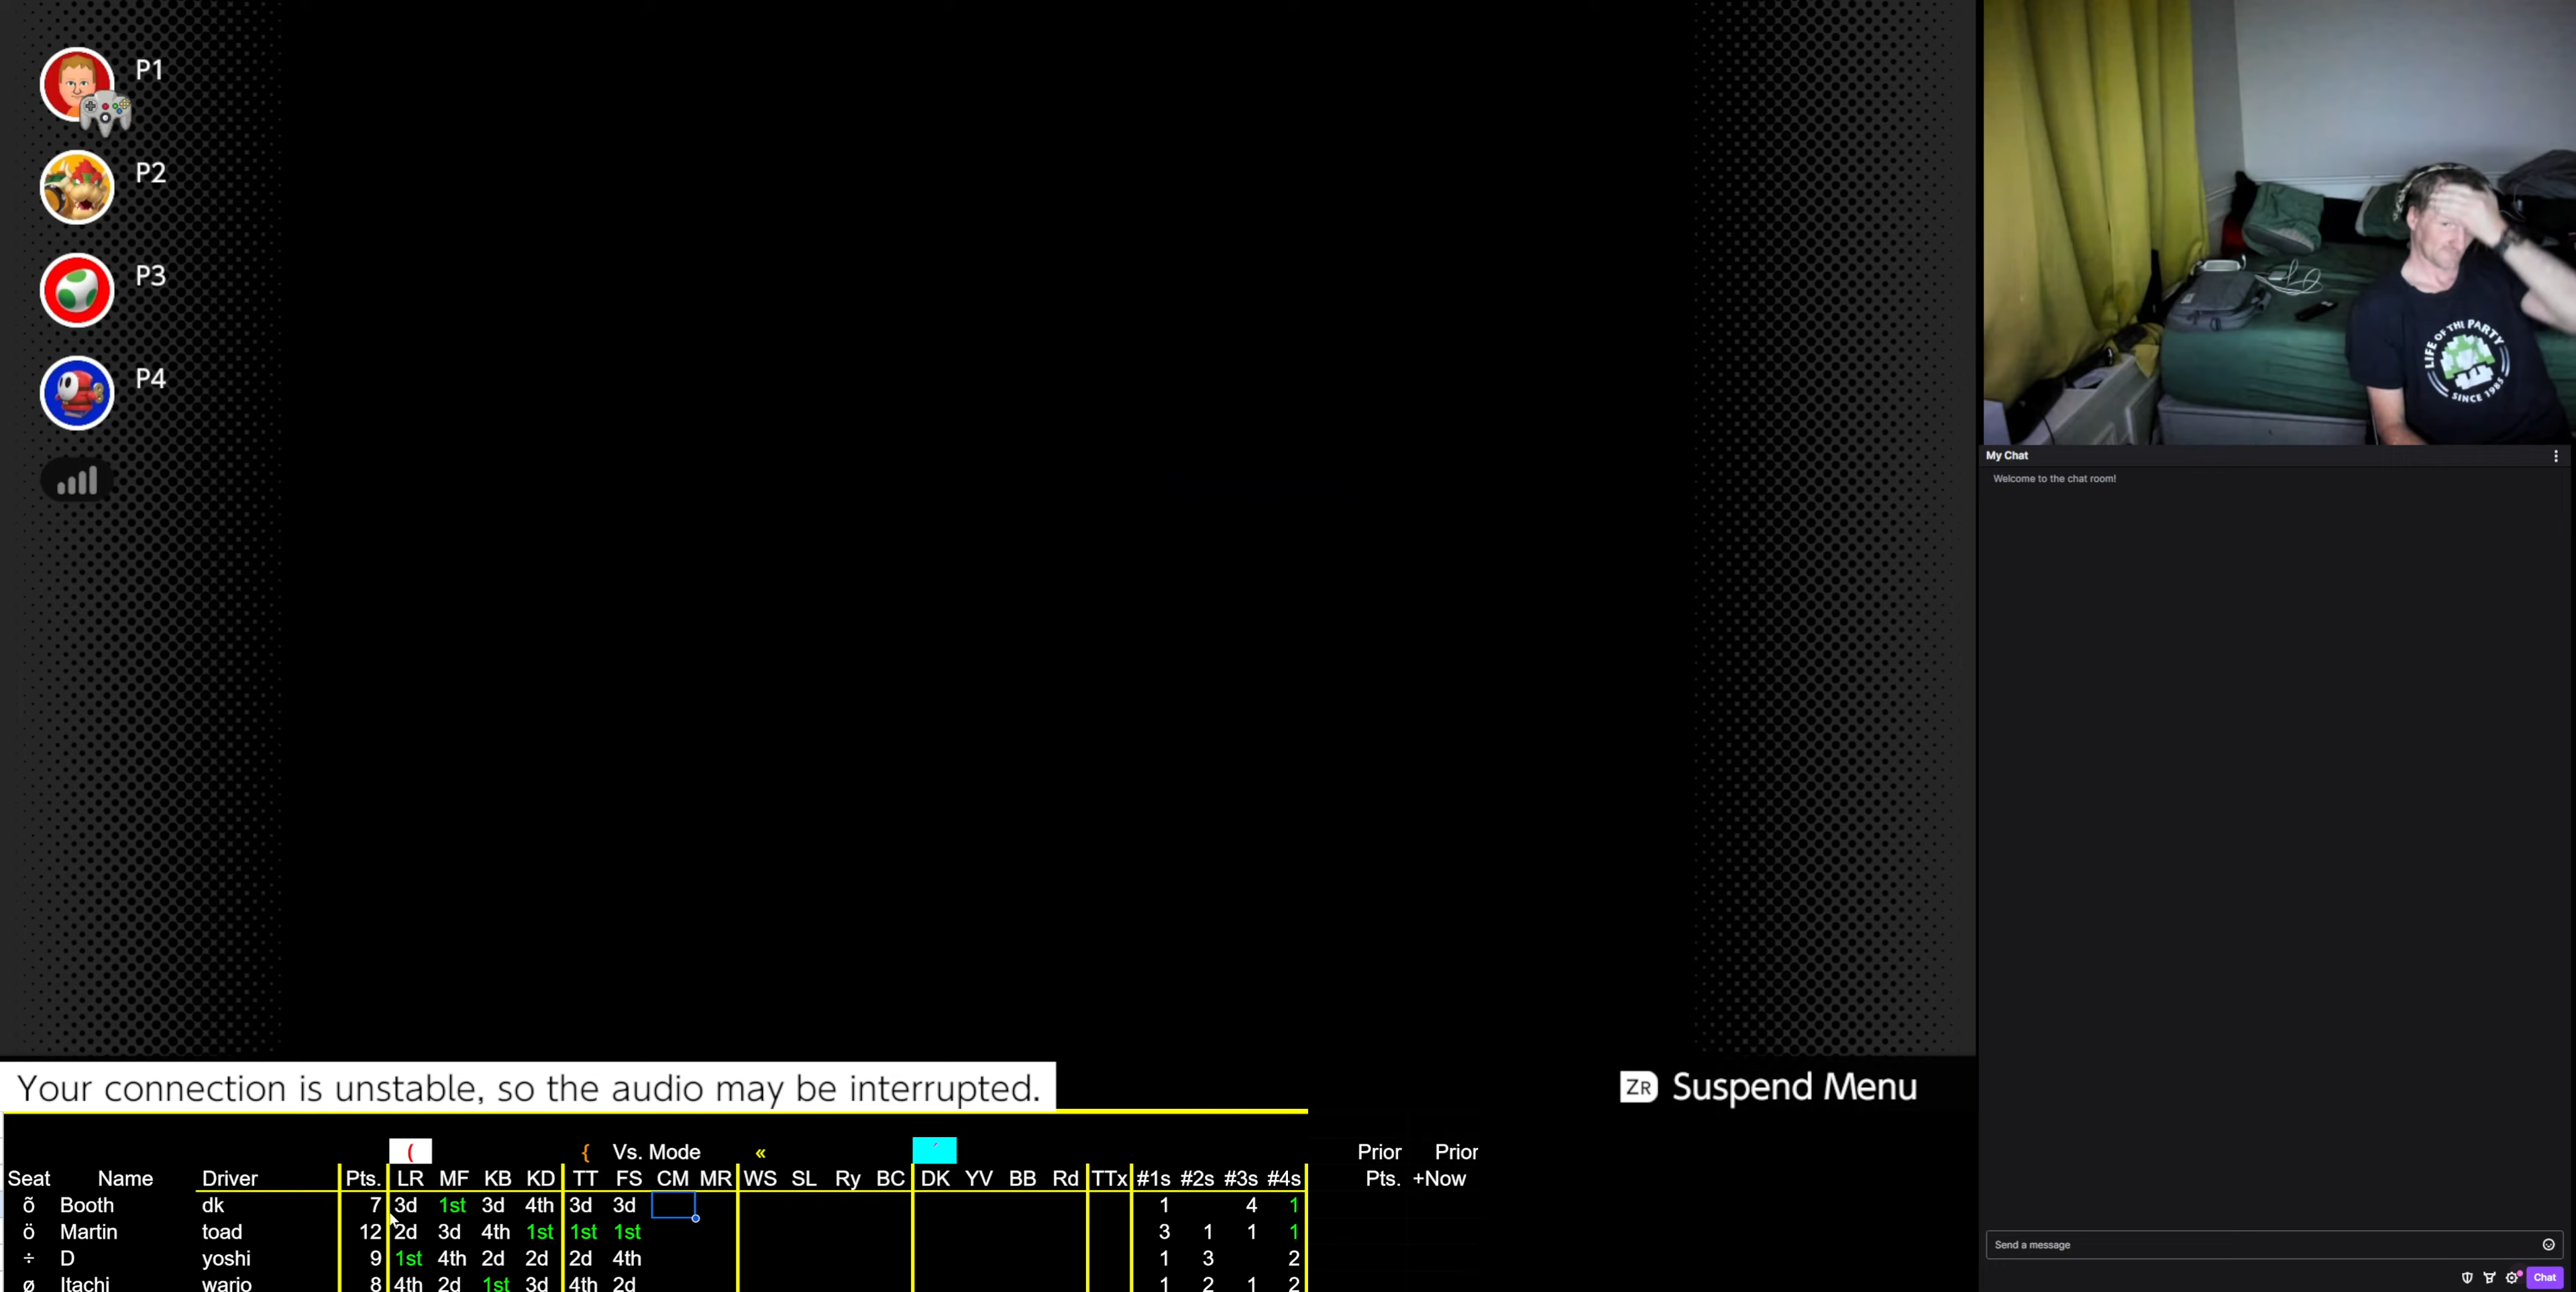 P1
P2
P3
P4
LIFE OF THE PARTY
SINCE 1985
My Chat
Welcome to the chat room!
Your connection is unstable, so the audio may be interrupted.
ZR Suspend Menu
( { Vs. Mode « ´ Prior Prior
Seat Name Driver Pts. LR MF KB KD TT FS CM MR WS SL Ry BC DK YV BB Rd TTx #1s #2s #3s #4s Pts. +Now
õ Booth dk 7 3d 1st 3d 4th 3d 3d 1 4 1
ö Martin toad 12 2d 3d 4th 1st 1st 1st 3 1 1 1
÷ D yoshi 9 1st 4th 2d 2d 2d 4th 1 3 2
ø Itachi wario 8 4th 2d 1st 3d 4th 2d 1 2 1 2
Send a message
Chat